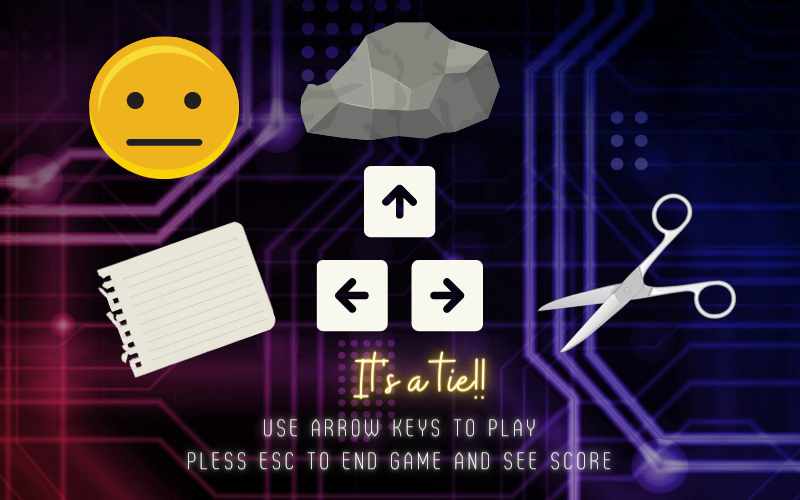 It's a Tie!!
USE ARROW KEYS TO PLAY
PLESS ESC TO END GAME AND SEE SCORE